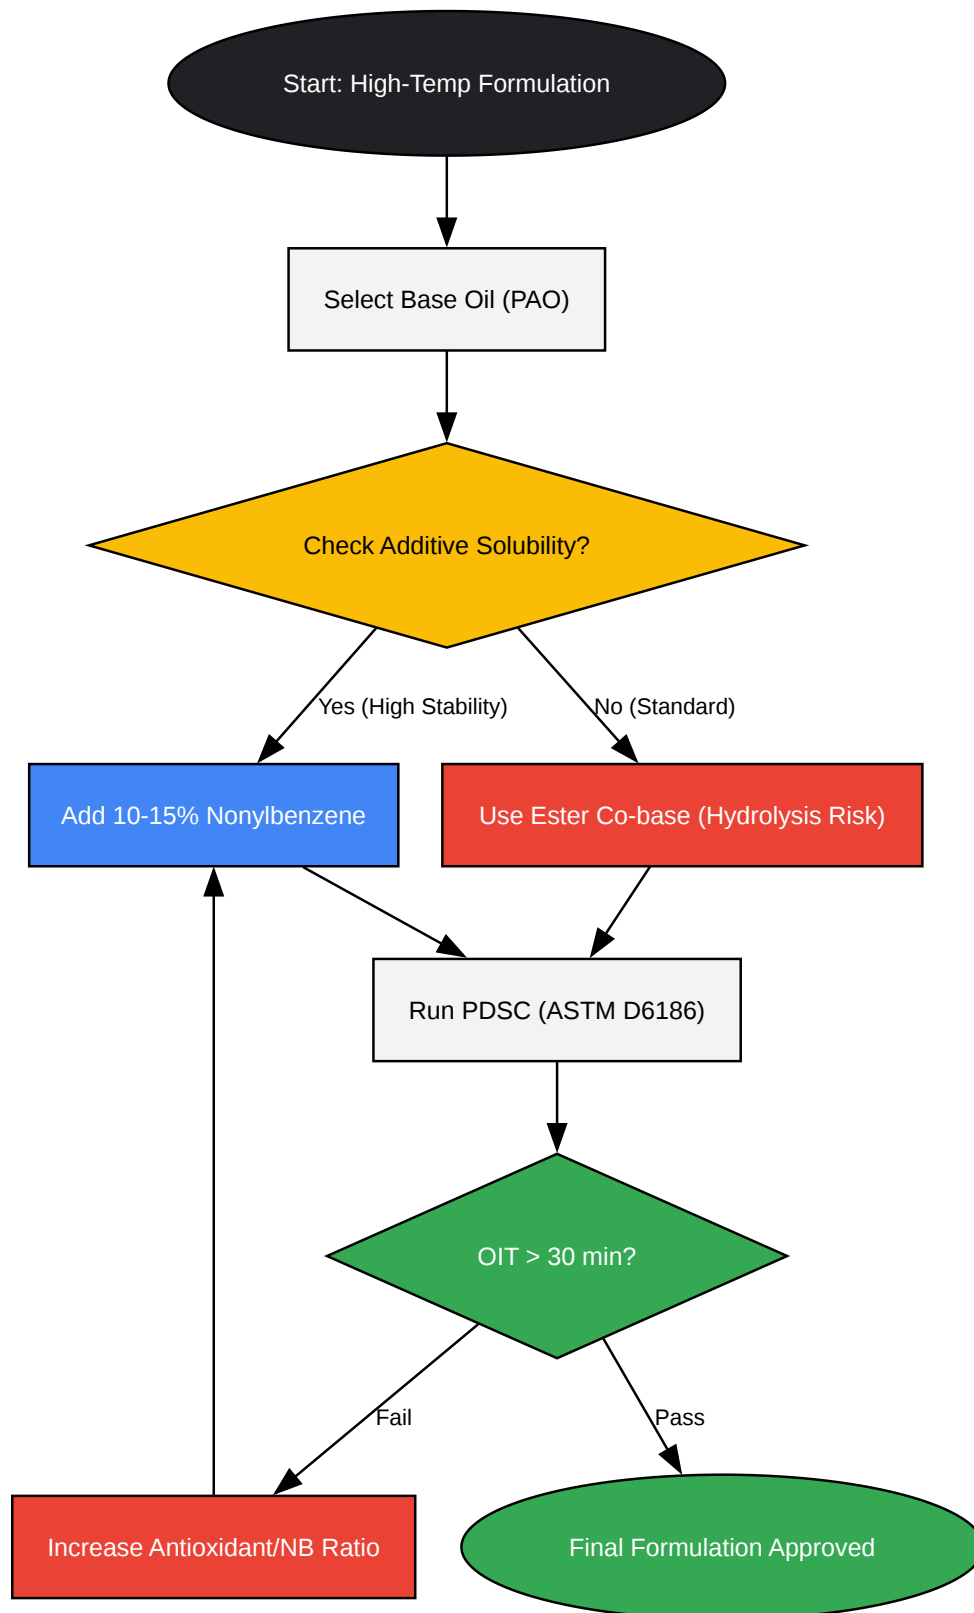 Start: High-Temp Formulation
Select Base Oil (PAO)
Check Additive Solubility?
Yes (High Stability)
No (Standard)
Add 10-15% Nonylbenzene
Use Ester Co-base (Hydrolysis Risk)
Run PDSC (ASTM D6186)
OIT > 30 min?
Fail
Pass
Increase Antioxidant/NB Ratio
Final Formulation Approved